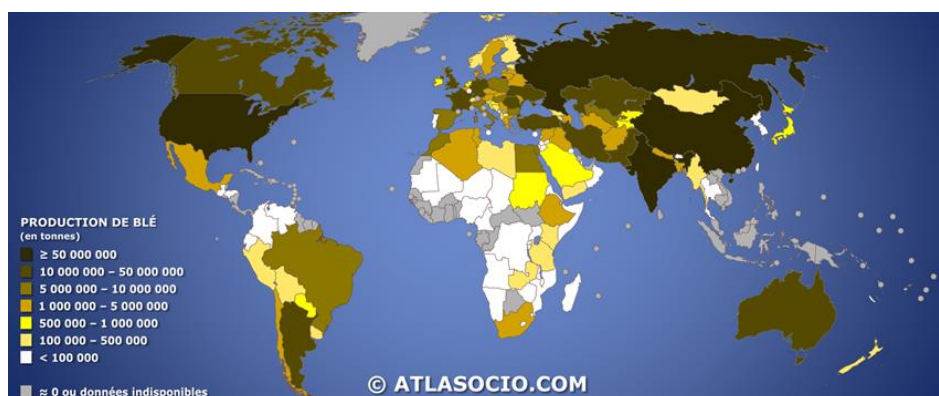 PRODUCTION DE BLÉ
(en tonnes)
≥ 50 000 000
10 000 000 – 50 000 000
5 000 000 – 10 000 000
1 000 000 – 5 000 000
500 000 – 1 000 000
100 000 – 500 000
< 100 000
≈ 0 ou données indisponibles
© ATLASOCIO.COM